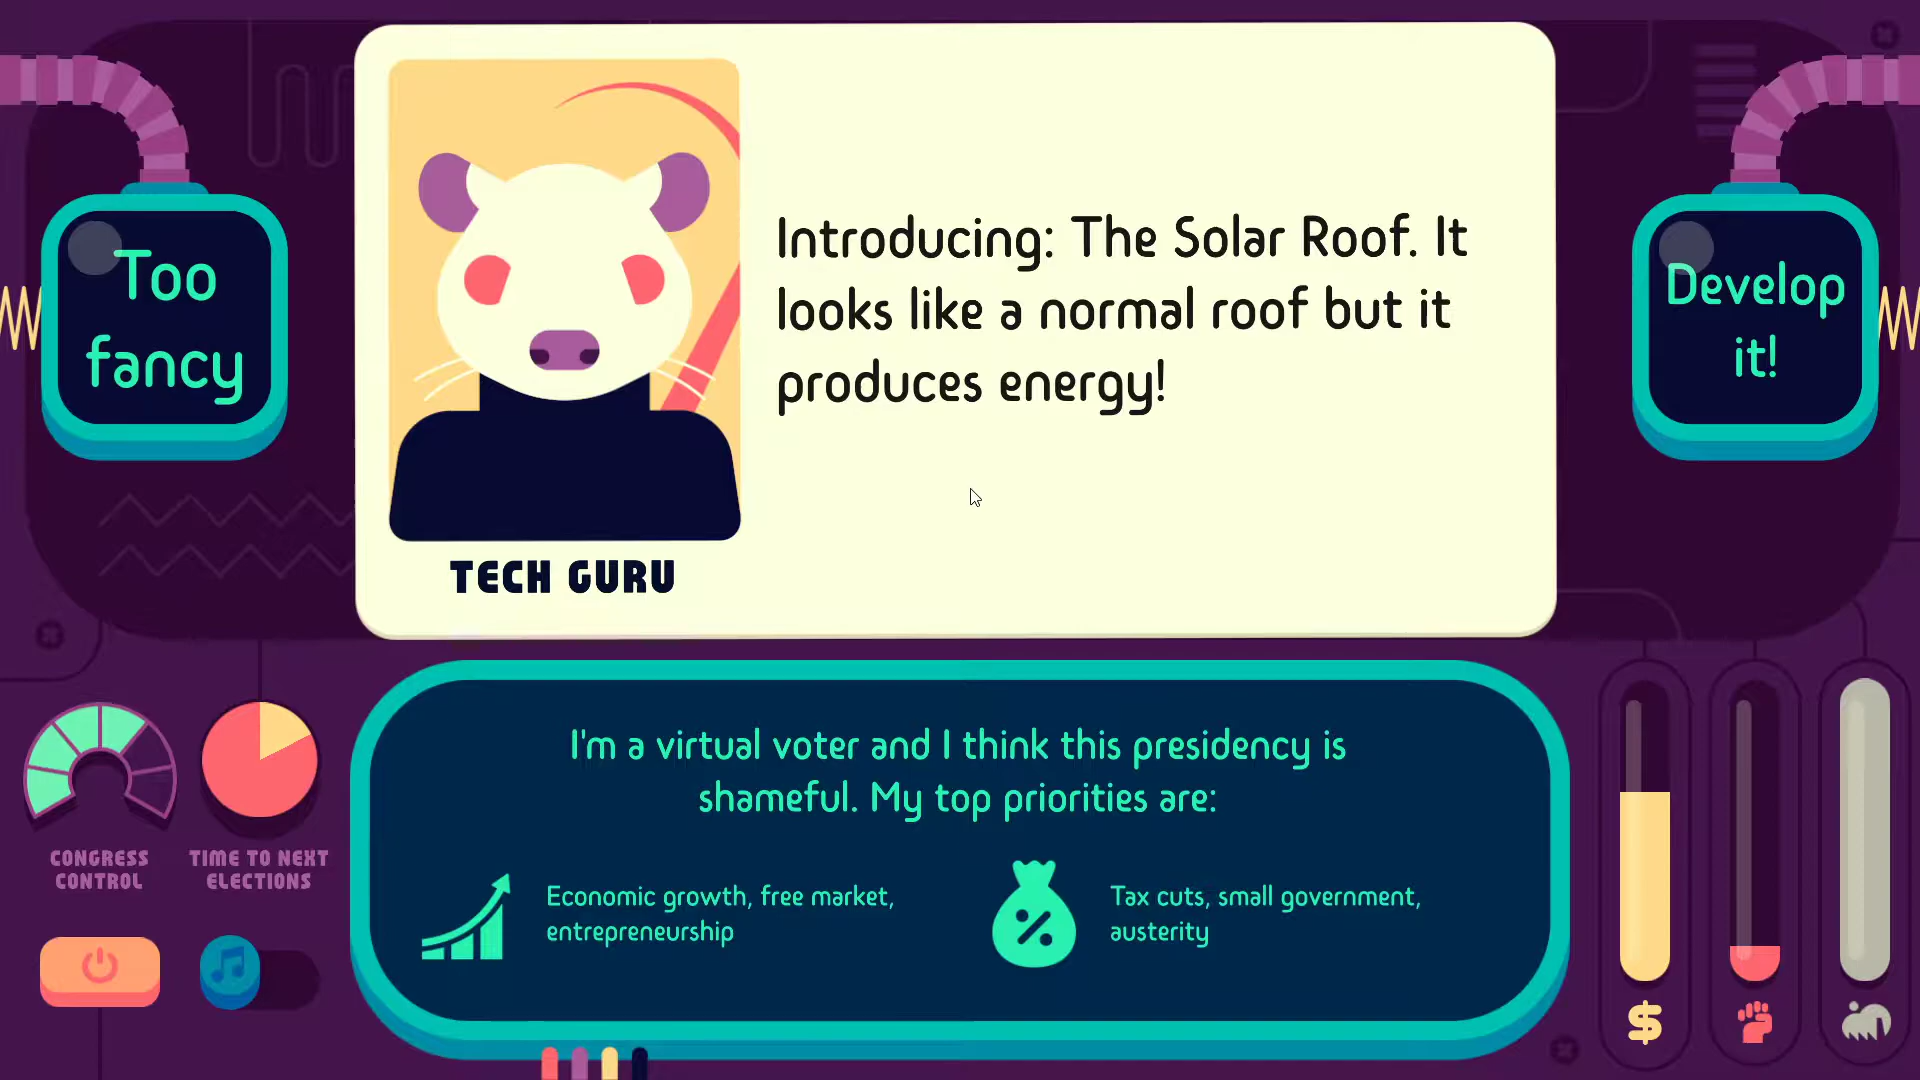 Too
fancy
Introducing: The Solar Roof. It
looks like a normal roof but it
produces energy!
Develop
it!
TECH GURU
I'm a virtual voter and I think this presidency is
shameful. My top priorities are:
Economic growth, free market,
entrepreneurship
Tax cuts, small government,
austerity
CONGRESS
CONTROL
TIME TO NEXT
ELECTIONS
$